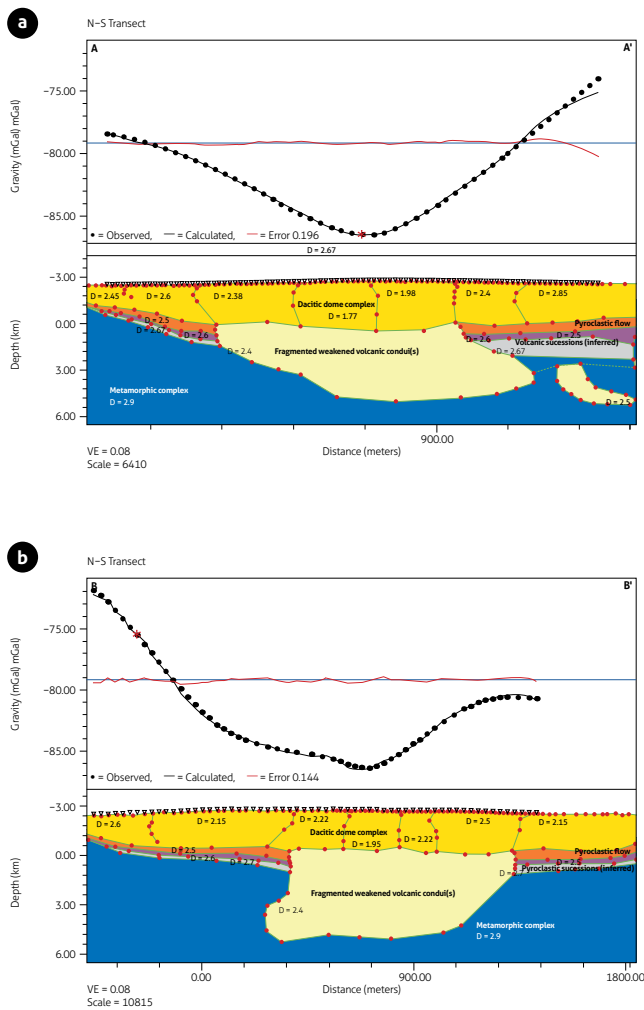 a
N–S Transect
A A'
Gravity (mGal) mGal)
−75.00
−80.00
−85.00
= Observed, = Calculated, = Error 0.196
D = 2.67
Depth (km)
−3.00
0.00
3.00
6.00
D = 2.45 D = 2.6 D = 2.38 Dacitic dome complex D = 1.77 D = 1.98 D = 2.4 D = 2.85
D = 2.5 Pyroclastic flow
D = 2.67 D = 2.6 D = 2.6 D = 2.5
Volcanic sucessions (inferred)
D = 2.4 Fragmented weakened volcanic condui(s) D = 2.67
Metamorphic complex
D = 2.9
D = 2.5
900.00
VE = 0.08 Distance (meters)
Scale = 6410
b
N–S Transect
B B'
Gravity (mGal) mGal)
−75.00
−80.00
−85.00
= Observed, = Calculated, = Error 0.144
Depth (km)
−3.00
0.00
3.00
6.00
D = 2.6 D = 2.15 D = 2.22 D = 2.5 D = 2.15
Dacitic dome complex
D = 1.95 D = 2.22
D = 2.5 Pyroclastic flow
D = 2.6 D = 2.7 D = 2.5
Pyroclastic sucessions (inferred)
Fragmented weakened volcanic condui(s)
D = 2.4
Metamorphic complex
D = 2.9
0.00 900.00 1800.00
VE = 0.08 Distance (meters)
Scale = 10815